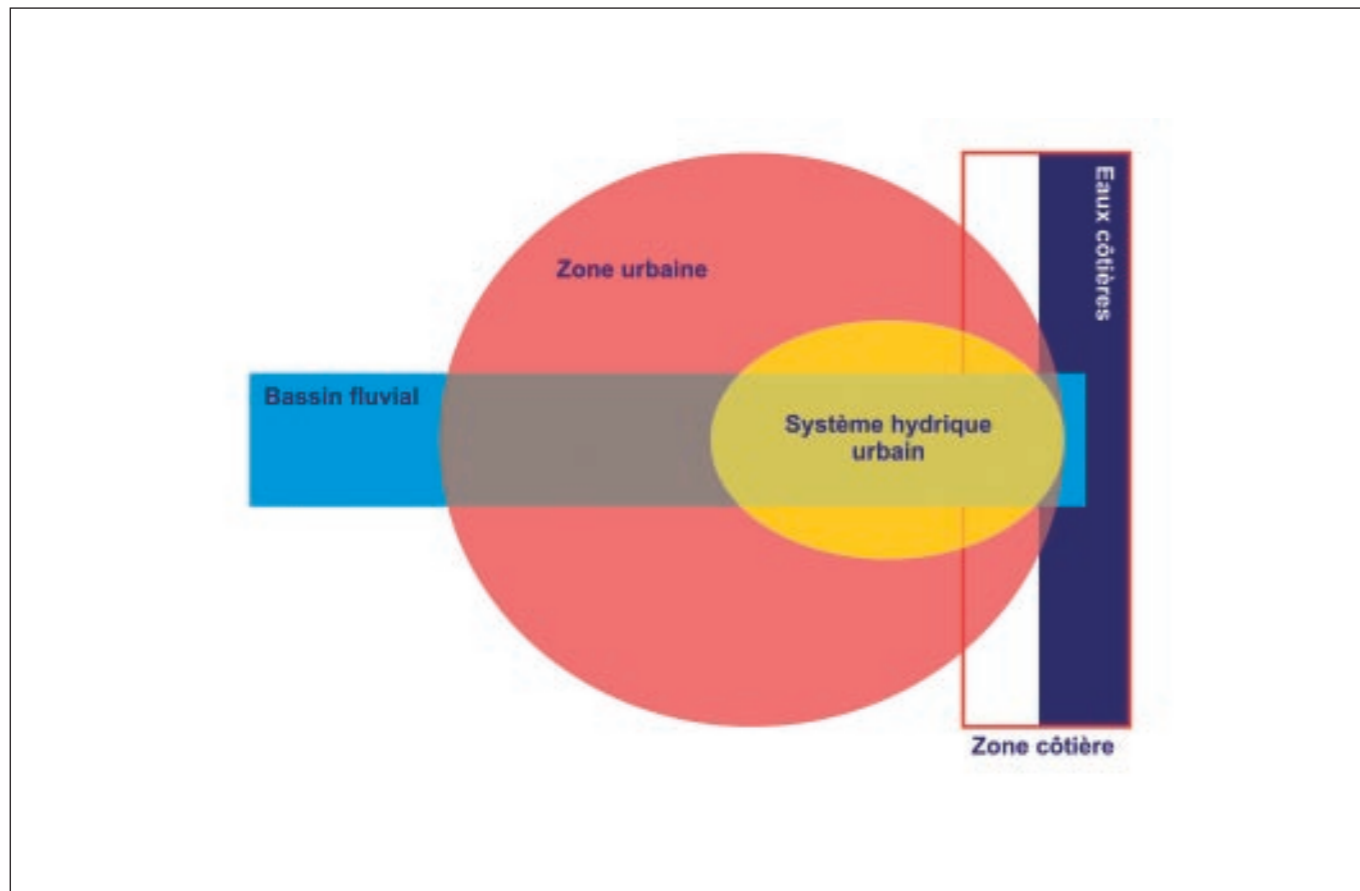 Eaux côtières
Zone urbaine
Bassin fluvial
Système hydrique
urbain
Zone côtière